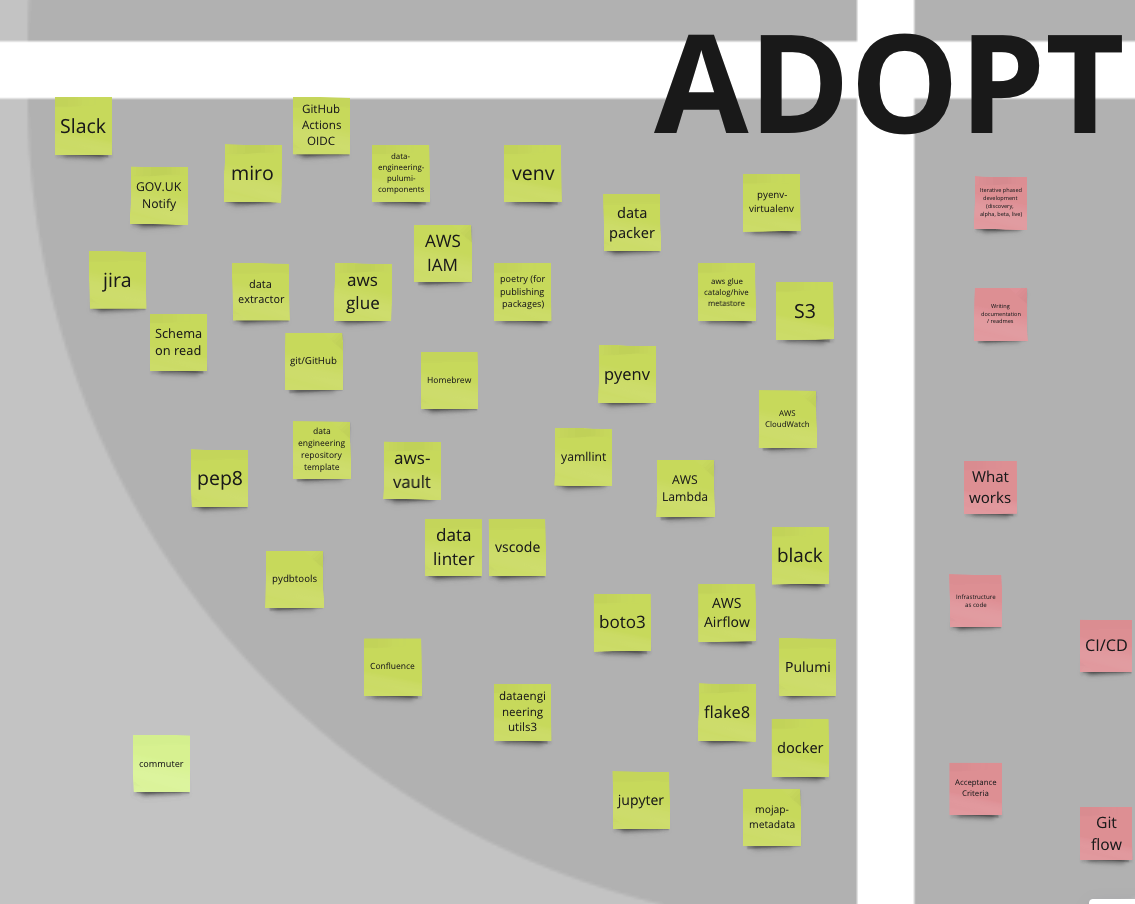 ADOPT
Slack
GitHub
Actions
OIDC
GOV.UK
Notify
miro
data-
engineering-
pulumi-
components
venv
data
packer
pyenv-
virtualenv
Iterative phased
development
(discovery,
alpha, beta, live)
jira
data
extractor
aws
glue
AWS
IAM
poetry (for
publishing
packages)
aws glue
catalog/hive
metastore
S3
Writing
documentation
/ readmes
Schema
on read
git/GitHub
Homebrew
pyenv
AWS
CloudWatch
pep8
data
engineering
repository
template
aws-
vault
yamllint
AWS
Lambda
What
works
data
linter
vscode
black
pydbtools
boto3
AWS
Airflow
Infrastructure
as code
CI/CD
Confluence
Pulumi
dataengi
neering
utils3
flake8
docker
commuter
jupyter
mojap-
metadata
Acceptance
Criteria
Git
flow